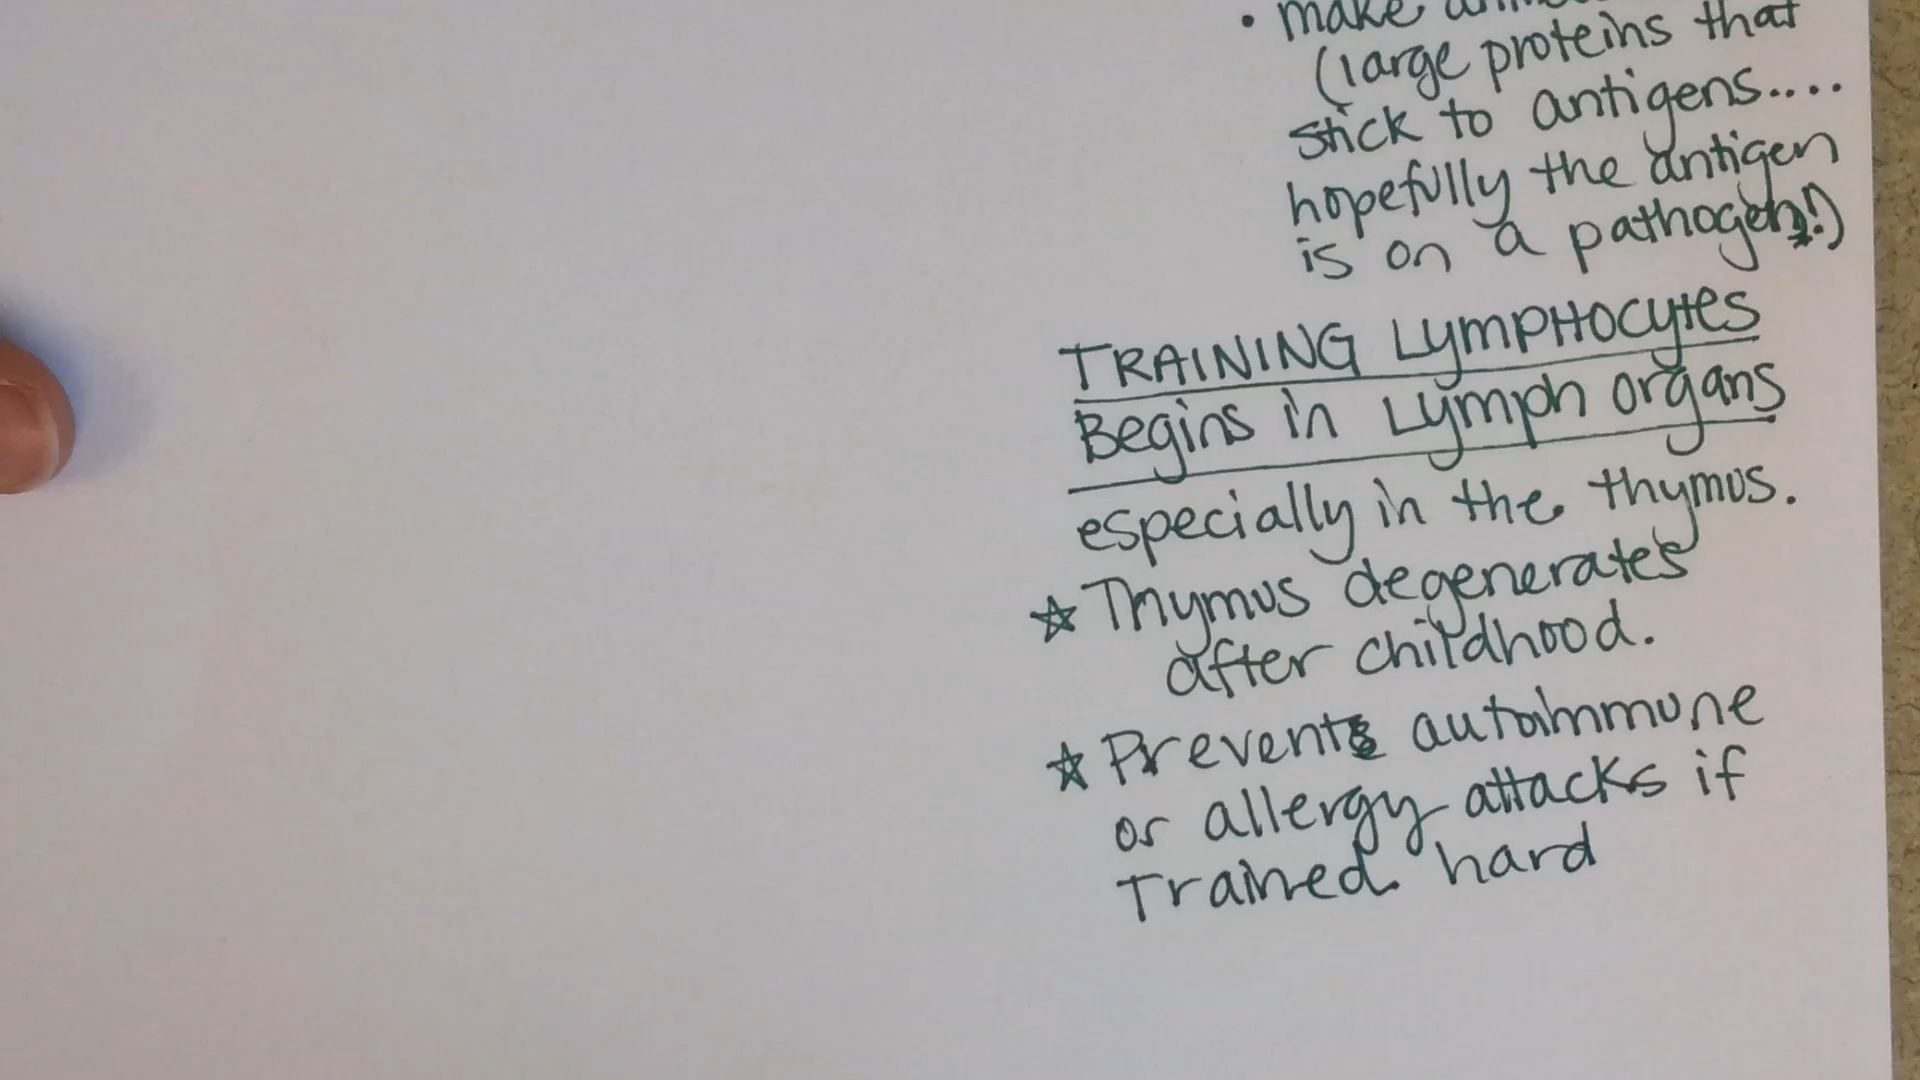 • make
(large proteins that
stick to antigens....
hopefully the antigen
is on a pathogen!)
TRAINING LYMPHOCYTES
Begins in Lymph organs
especially in the thymus.
☆ Thymus degenerates
after childhood.
☆ Prevents autoimmune
or allergy attacks if
Trained hard